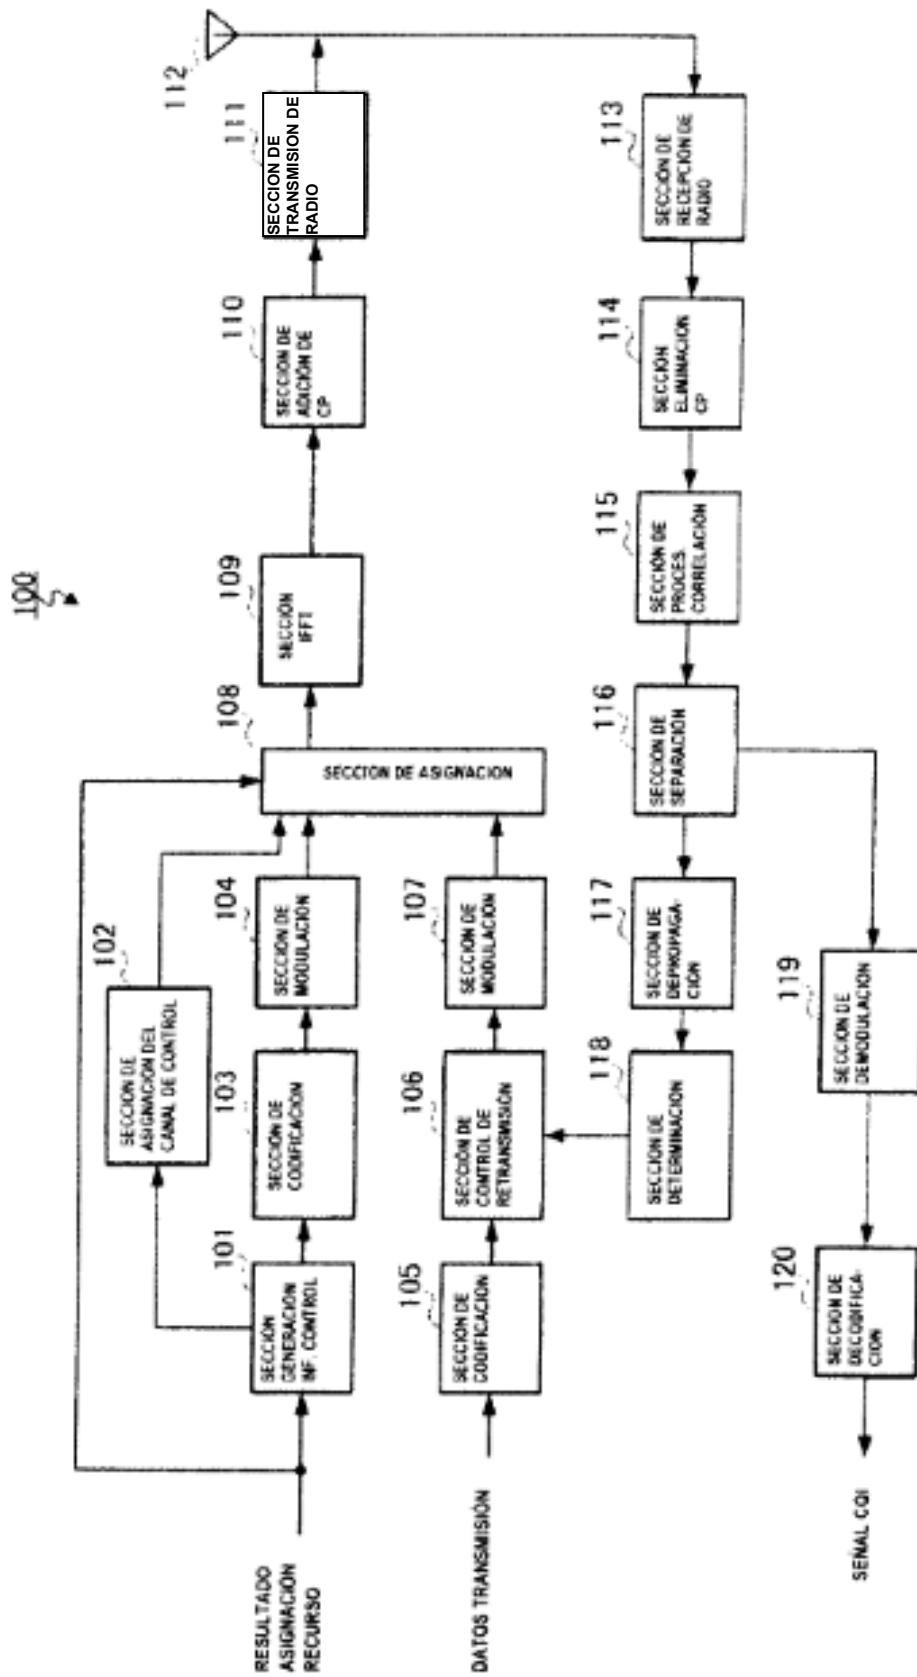 100
RESULTADO
ASIGNACIÓN
RECURSO
101
SECCIÓN
GENERACIÓN
INF. CONTROL
102
SECCIÓN DE
ASIGNACIÓN DEL
CANAL DE CONTROL
103
SECCIÓN DE
CODIFICACIÓN
104
SECCIÓN DE
MODULACIÓN
108
SECCIÓN DE ASIGNACIÓN
109
SECCIÓN
IFFT
110
SECCIÓN DE
ADICIÓN DE
CP
111
SECCION DE
TRANSMISION DE
RADIO
112
DATOS TRANSMISIÓN
105
SECCIÓN DE
CODIFICACIÓN
106
SECCIÓN DE
CONTROL DE
RETRANSMISIÓN
107
SECCIÓN DE
MODULACIÓN
118
SECCIÓN DE
DETERMINACIÓN
117
SECCIÓN DE
DEPROPAGA-
CIÓN
116
SECCIÓN DE
SEPARACIÓN
115
SECCIÓN DE
PROCES.
CORRELACIÓN
114
SECCIÓN
ELIMINACIÓN
CP
113
SECCIÓN DE
RECEPCIÓN DE
RADIO
SEÑAL CQI
120
SECCIÓN DE
DECODIFICA-
CIÓN
119
SECCIÓN DE
DEMODULACIÓN